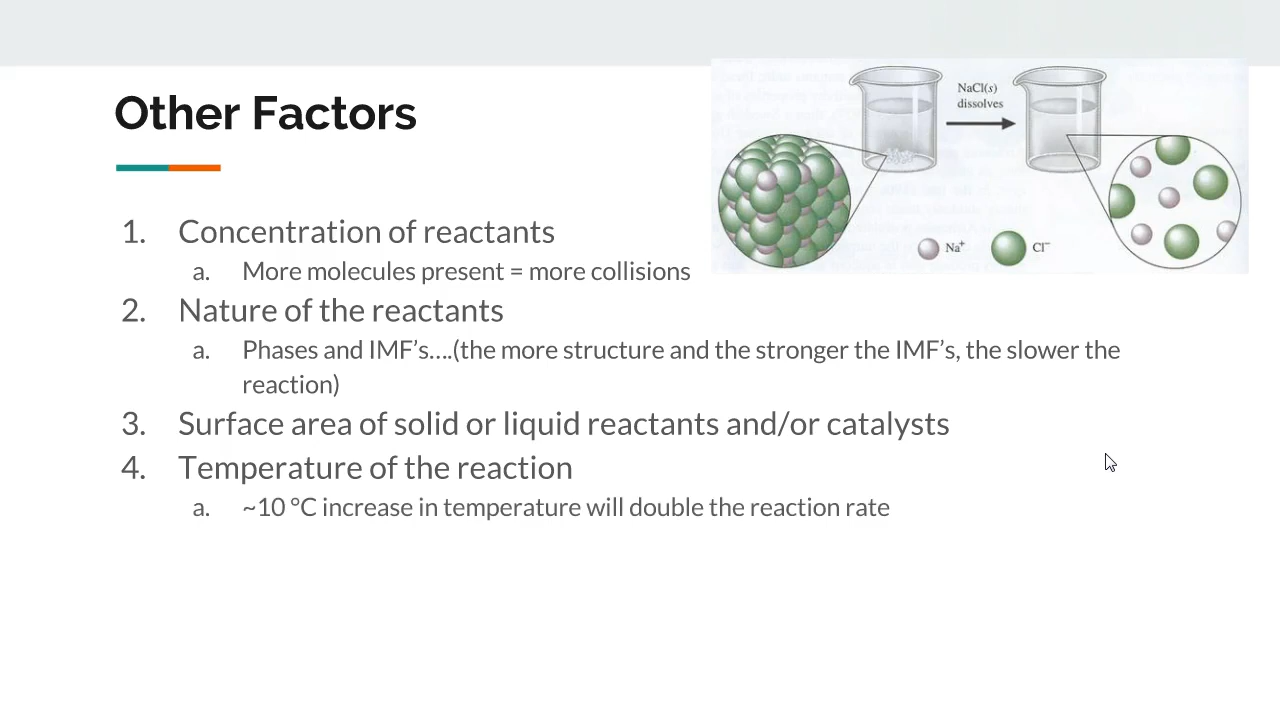 Other Factors
NaCl(s)
dissolves
Na⁺
Cl⁻
1. Concentration of reactants
a. More molecules present = more collisions
2. Nature of the reactants
a. Phases and IMF’s….(the more structure and the stronger the IMF’s, the slower the
reaction)
3. Surface area of solid or liquid reactants and/or catalysts
4. Temperature of the reaction
a. ~10 °C increase in temperature will double the reaction rate